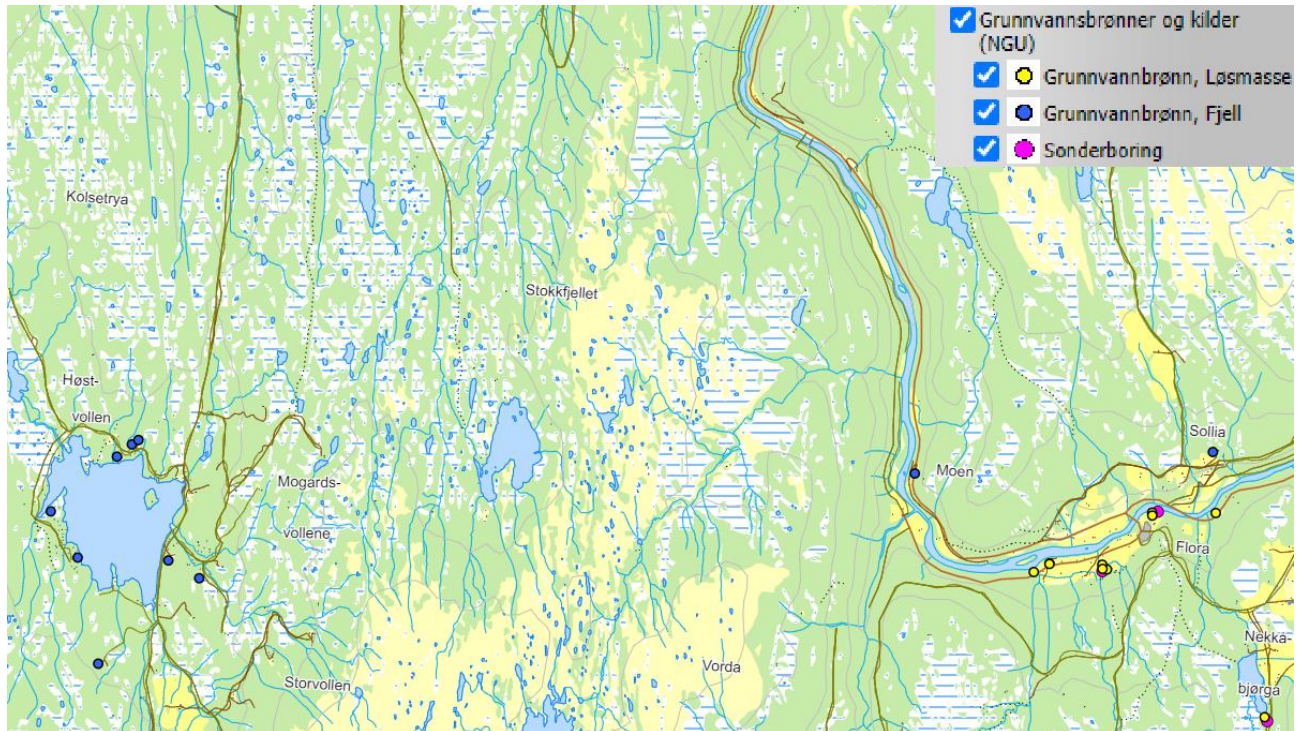 Grunnvannsbrønner og kilder
(NGU)
Grunnvannbrønn, Løsmasse
Grunnvannbrønn, Fjell
Sonderboring
Kolsetrya
Stokkfjellet
Høst-
vollen
Mogards-
vollene
Storvollen
Vorda
Moen
Sollia
Flora
Nekkå-
bjørga